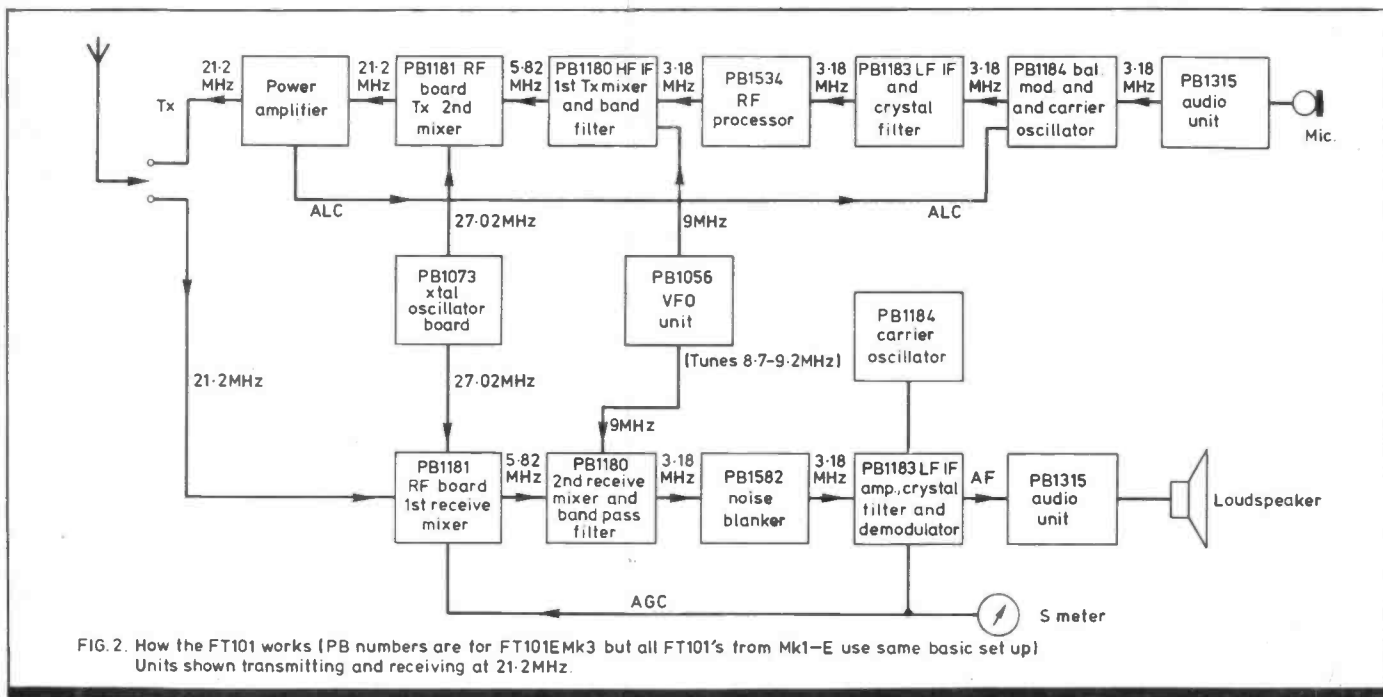 21·2
MHz
Tx
Power
amplifier
21·2
MHz
PB1181 RF
board
Tx 2nd
mixer
5·82
MHz
PB1180 HF IF
1st Tx mixer
and band
filter
3·18
MHz
PB1534
RF
processor
3·18
MHz
PB1183 LF IF
and
crystal
filter
3·18
MHz
PB1184 bal.
mod. and
and carrier
oscillator
3·18
MHz
PB1315
audio
unit
Mic.
ALC
ALC
27·02MHz
9MHz
PB1073
xtal
oscillator
board
PB1056
VFO
unit
PB1184
carrier
oscillator
(Tunes 8·7–9·2MHz)
21·2MHz
27·02MHz
9MHz
PB1181
RF board
1st receive
mixer
5·82
MHz
PB1180
2nd receive
mixer and
band pass
filter
3·18
MHz
PB1582
noise
blanker
3·18
MHz
PB1183 LF IF
amp., crystal
filter and
demodulator
AF
PB1315
audio
unit
Loudspeaker
AGC
S meter
FIG. 2. How the FT101 works (PB numbers are for FT101EMk3 but all FT101's from Mk1–E use same basic set up)
Units shown transmitting and receiving at 21·2MHz.